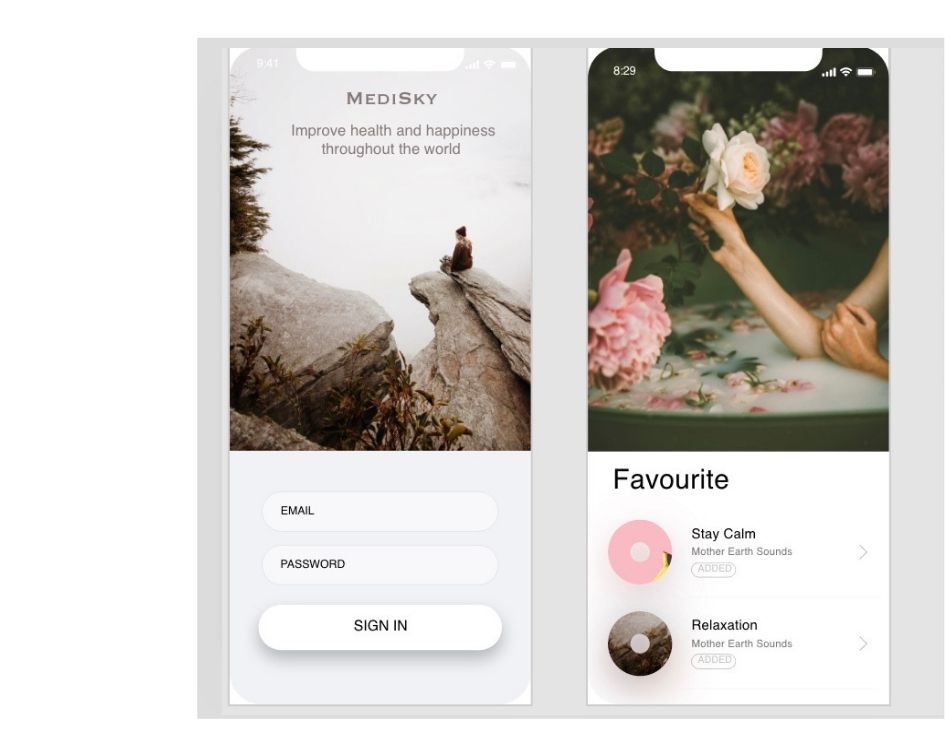 9:41
MEDISKY
Improve health and happiness
throughout the world
EMAIL
PASSWORD
SIGN IN
8:29
Favourite
Stay Calm
Mother Earth Sounds
ADDED
Relaxation
Mother Earth Sounds
ADDED